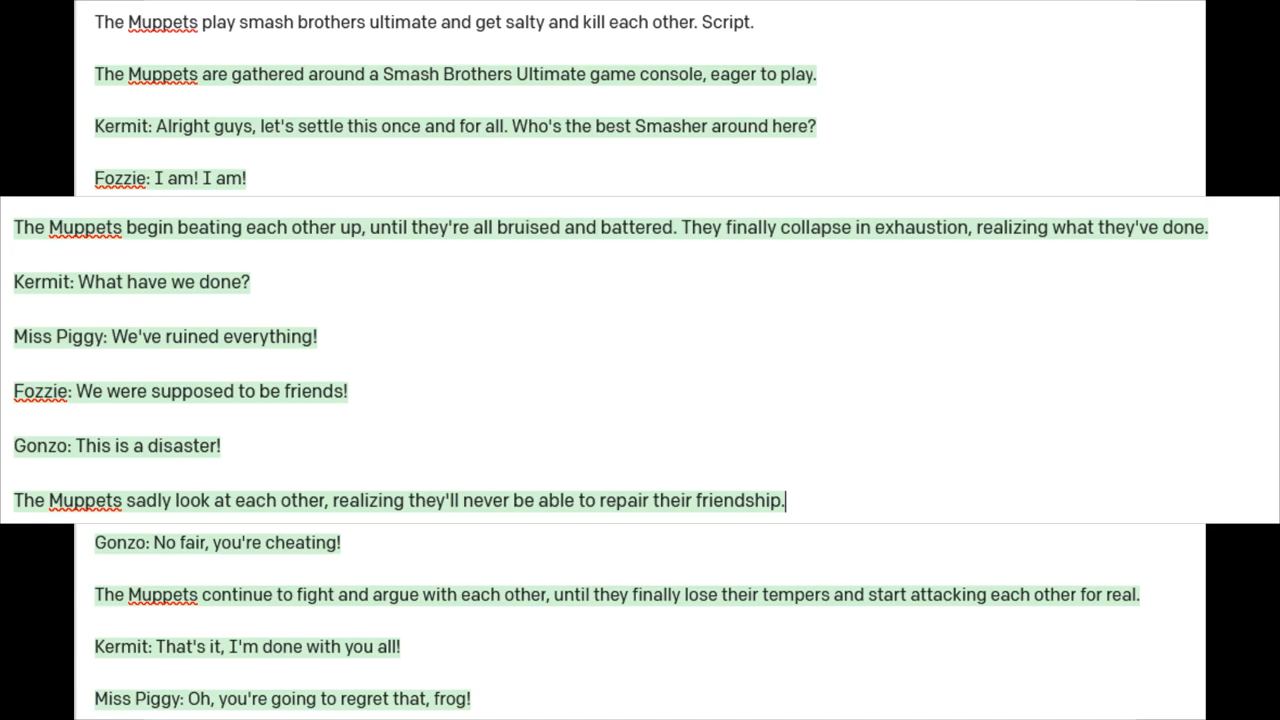 The Muppets play smash brothers ultimate and get salty and kill each other. Script.
The Muppets are gathered around a Smash Brothers Ultimate game console, eager to play.
Kermit: Alright guys, let's settle this once and for all. Who's the best Smasher around here?
Fozzie: I am! I am!
The Muppets begin beating each other up, until they're all bruised and battered. They finally collapse in exhaustion, realizing what they've done.
Kermit: What have we done?
Miss Piggy: We've ruined everything!
Fozzie: We were supposed to be friends!
Gonzo: This is a disaster!
The Muppets sadly look at each other, realizing they'll never be able to repair their friendship.
Gonzo: No fair, you're cheating!
The Muppets continue to fight and argue with each other, until they finally lose their tempers and start attacking each other for real.
Kermit: That's it, I'm done with you all!
Miss Piggy: Oh, you're going to regret that, frog!